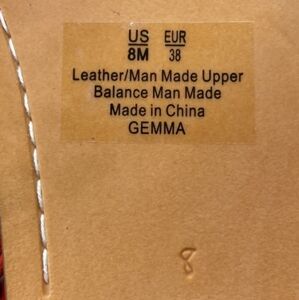 US EUR
8M 38
Leather/Man Made Upper
Balance Man Made
Made in China
GEMMA
8